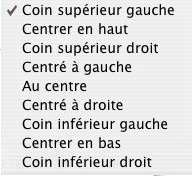 ✓ Coin supérieur gauche
Centrer en haut
Coin supérieur droit
Centré à gauche
Au centre
Centré à droite
Coin inférieur gauche
Centrer en bas
Coin inférieur droit